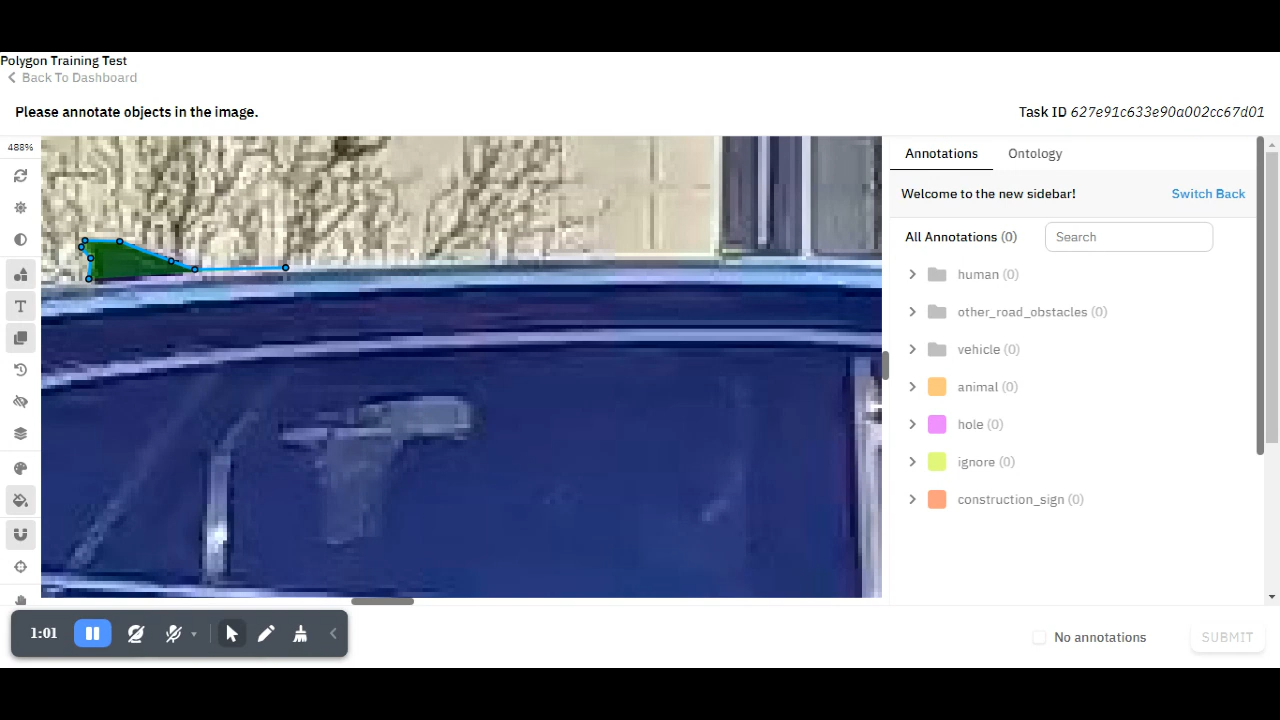 Polygon Training Test
Back To Dashboard
Please annotate objects in the image.
Task ID 627e91c633e90a002cc67d01
488%
Annotations
Ontology
Welcome to the new sidebar!
Switch Back
All Annotations (0)
Search
human (0)
other_road_obstacles (0)
vehicle (0)
animal (0)
hole (0)
ignore (0)
construction_sign (0)
1:01
No annotations
SUBMIT